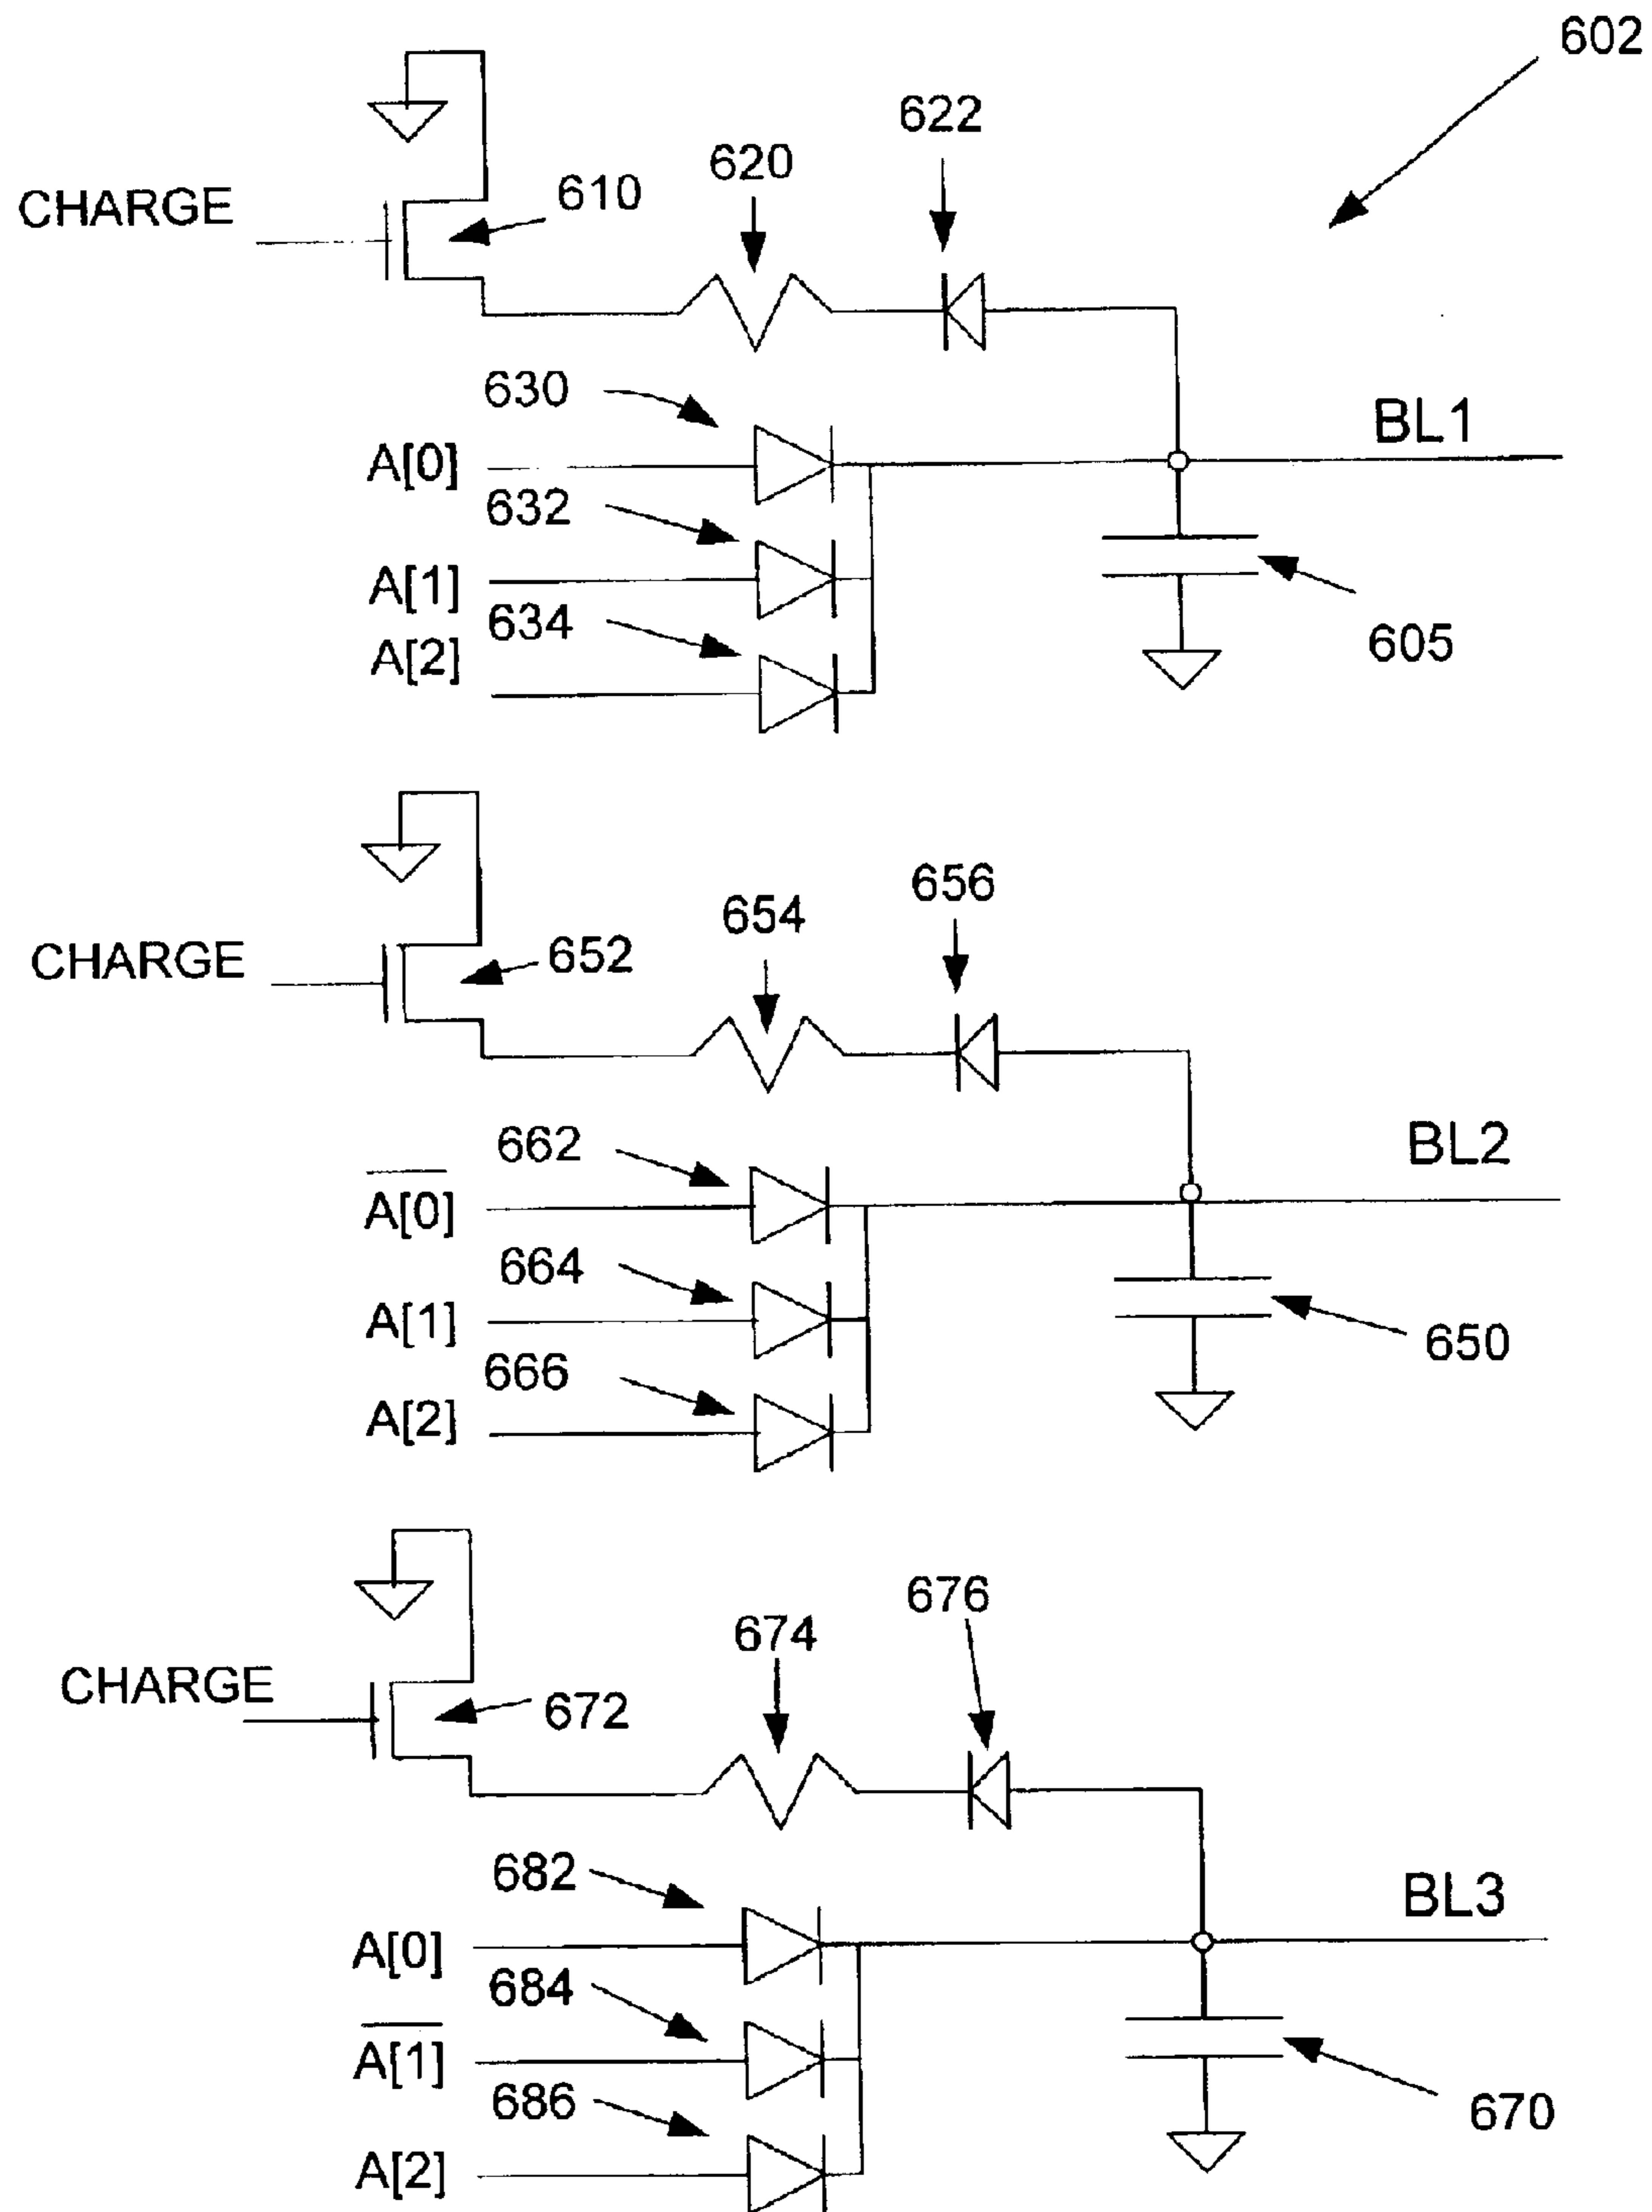 602
622
620
CHARGE
610
630
BL1
A[0]
632
A[1]
634
605
A[2]
656
654
CHARGE
652
662
BL2
A̅[̅0̅]̅
664
A[1]
650
666
A[2]
676
674
CHARGE
672
682
BL3
A[0]
684
A̅[̅1̅]̅
686
670
A[2]